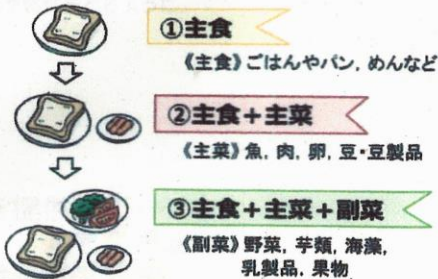 ①主食
《主食》ごはんやパン, めんなど
②主食+主菜
《主菜》魚, 肉, 卵, 豆・豆製品
③主食+主菜+副菜
《副菜》野菜, 芋類, 海藻,
乳製品, 果物